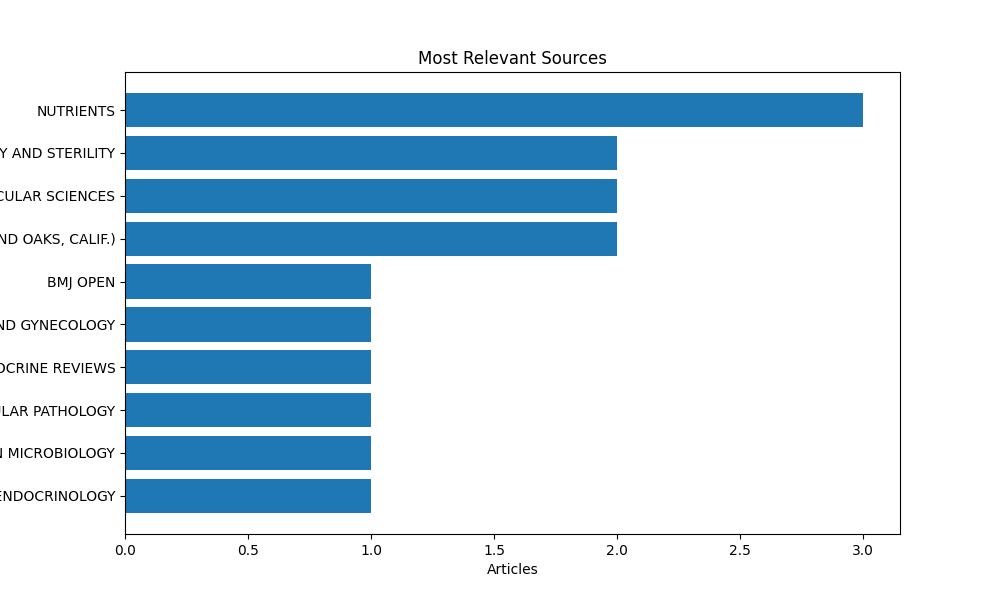 Most Relevant Sources
NUTRIENTS
Y AND STERILITY
CULAR SCIENCES
ND OAKS, CALIF.)
BMJ OPEN
ND GYNECOLOGY
OCRINE REVIEWS
ULAR PATHOLOGY
N MICROBIOLOGY
ENDOCRINOLOGY
0.0 0.5 1.0 1.5 2.0 2.5 3.0
Articles